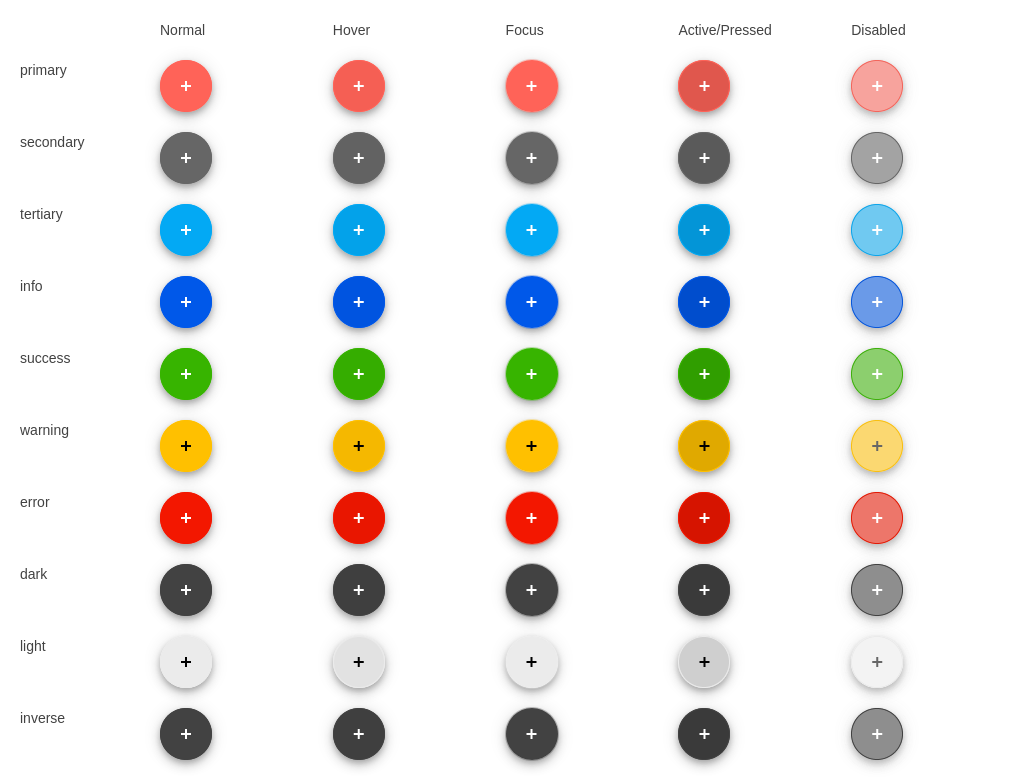 Normal Hover Focus Active/Pressed Disabled
primary + + + + +
secondary + + + + +
tertiary + + + + +
info + + + + +
success + + + + +
warning + + + + +
error + + + + +
dark + + + + +
light + + + + +
inverse + + + + +